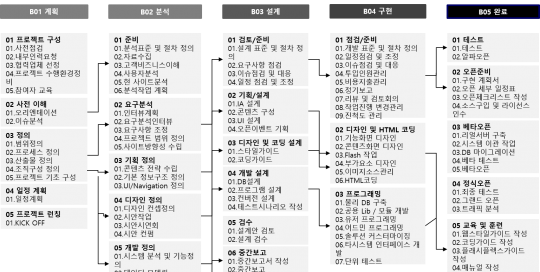 B01 계획
01 프로젝트 구성
01.사전점검
02.내부인력요청
03.협력업체 선정
04.프로젝트 수행환경정비
05.참여자 교육
02 사전 이해
01.오리엔테이션
02.이슈분석
03 정의
01.범위정의
02.프로세스 정의
03.산출물 정의
04.조직구성 정의
05.프로젝트 기초 구성
04 일정 계획
01.일정계획
05 프로젝트 런칭
01.KICK OFF
B02 분석
01 준비
01.분석표준 및 절차 정의
02.자료수집
03.고객비즈니스이해
04.사용자분석
05.현 사이트분석
06.분석작업 계획
02 요구분석
01.인터뷰계획
02.요구분석인터뷰
03.요구사항 조정
04.프로젝트 범위 정의
05.사이트방향성 수립
03 기획 정의
01.콘텐츠 전략 수립
02.기본 정보구조 정의
03.UI/Navigation 정의
04 디자인 정의
01.디자인 컨셉정의
02.시안작업
03.시안시연회
04.시안 컨펌
05 개발 정의
01.시스템 분석 및 기능정의
B03 설계
01 검토/준비
01.설계 표준 및 절차 정의
02.요구사항 점검
03.이슈점검 및 대응
04.일정 점검 및 조정
02 기획/설계
01.IA 설계
02.콘텐츠 구성
03.UI 설계
04.오픈이벤트 기획
03 디자인 및 코딩 설계
01.스타일가이드
02.코딩가이드
04 개발 설계
01.DB설계
02.프로그램 설계
03.컨버전 설계
04.테스트시나리오 작성
05 검수
01.설계안 검토
02.설계 검수
06 중간보고
01.중간보고서 작성
02.중간보고
B04 구현
01 점검/준비
01.개발 표준 및 절차 정의
02.일정점검 및 조정
03.이슈점검 및 대응
04.투입인원관리
05.비용지출관리
06.정기보고
07.리뷰 및 검토회의
08.작업진행 변경관리
09.진척도 관리
02 디자인 및 HTML 코딩
01.기능화면 디자인
02.콘텐츠화면 디자인
03.Flash 작업
04.부가요소 디자인
05.이미지소스관리
06.HTML코딩
03 프로그래밍
01.물리 DB 구축
02.공용 Lib / 모듈 개발
03.유저 프로그래밍
04.어드민 프로그래밍
05.솔루션 커스터마이징
06.타시스템 인터페이스 개발
07.단위 테스트
B05 완료
01 테스트
01.테스트
02.알파오픈
02 오픈준비
01.구현 계획서
02.오픈 세부 일정표
03.오픈체크리스트 작성
04.소스구입 및 라이선스 인수
03 베타오픈
01.리얼서버 구축
02.시스템 이관 작업
03.DB 마이그레이션
04.베타 테스트
05.베타오픈
04 정식오픈
01.최종 테스트
02.그랜드 오픈
03.트래픽 분석
05 교육 및 훈련
01.웹스타일가이드 작성
02.코딩가이드 작성
03.플래시플렉스가이드 작성
04.매뉴얼 작성